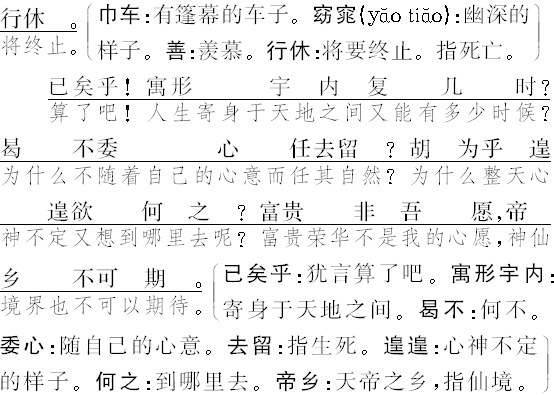 行休。 巾车:有篷幕的车子。窈窕(yǎo tiǎo):幽深的
将终止。 样子。善:羡慕。行休:将要终止。指死亡。
已矣乎!寓形宇内复几时?
算了吧!人生寄身于天地之间又能有多少时候?
曷不委心任去留?胡为乎遑
为什么不随着自己的心意而任其自然?为什么整天心
遑欲何之?富贵非吾愿,帝
神不定又想到哪里去呢?富贵荣华不是我的心愿,神仙
乡不可期。 已矣乎:犹言算了吧。寓形宇内:
境界也不可以期待。 寄身于天地之间。曷不:何不。
委心:随自己的心意。去留:指生死。遑遑:心神不定
的样子。何之:到哪里去。帝乡:天帝之乡,指仙境。